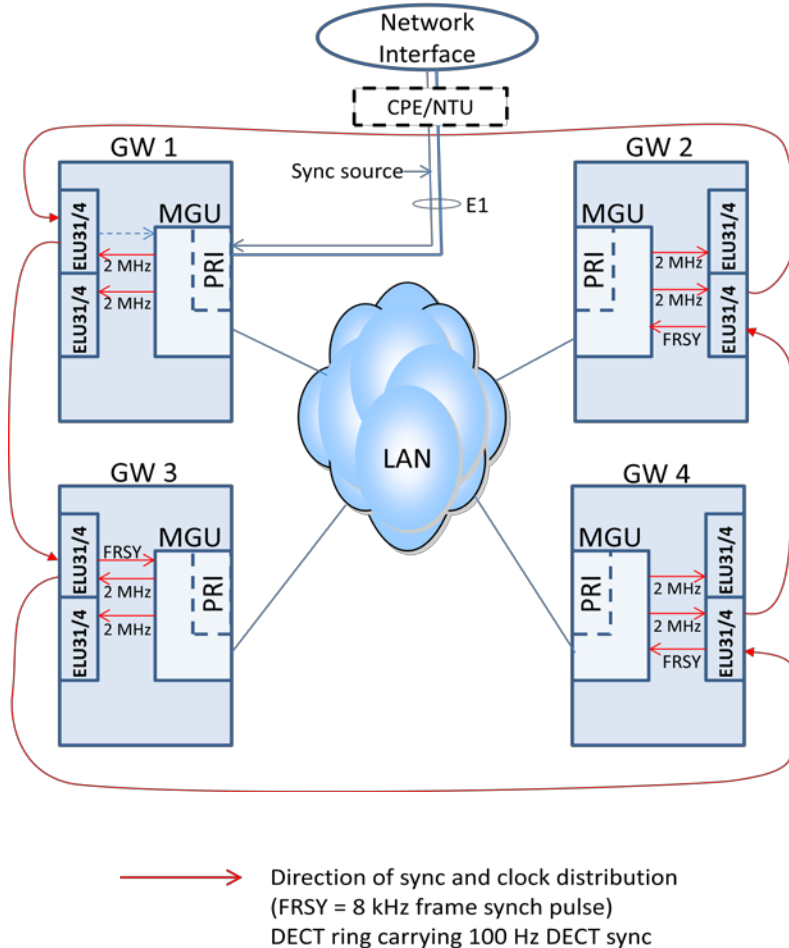 Network
Interface
CPE/NTU
GW 1
GW 2
Sync source
E1
MGU
ELU31/4
2 MHz
PRI
ELU31/4
2 MHz
MGU
PRI
2 MHz
ELU31/4
2 MHz
ELU31/4
FRSY
LAN
GW 3
GW 4
MGU
ELU31/4
FRSY
2 MHz
PRI
ELU31/4
2 MHz
MGU
PRI
2 MHz
ELU31/4
2 MHz
ELU31/4
FRSY
Direction of sync and clock distribution
(FRSY = 8 kHz frame synch pulse)
DECT ring carrying 100 Hz DECT sync